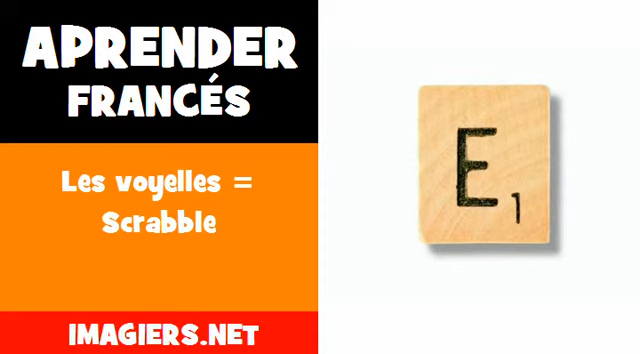 APRENDER
FRANCÉS
Les voyelles =
Scrabble
IMAGIERS.NET
E
1